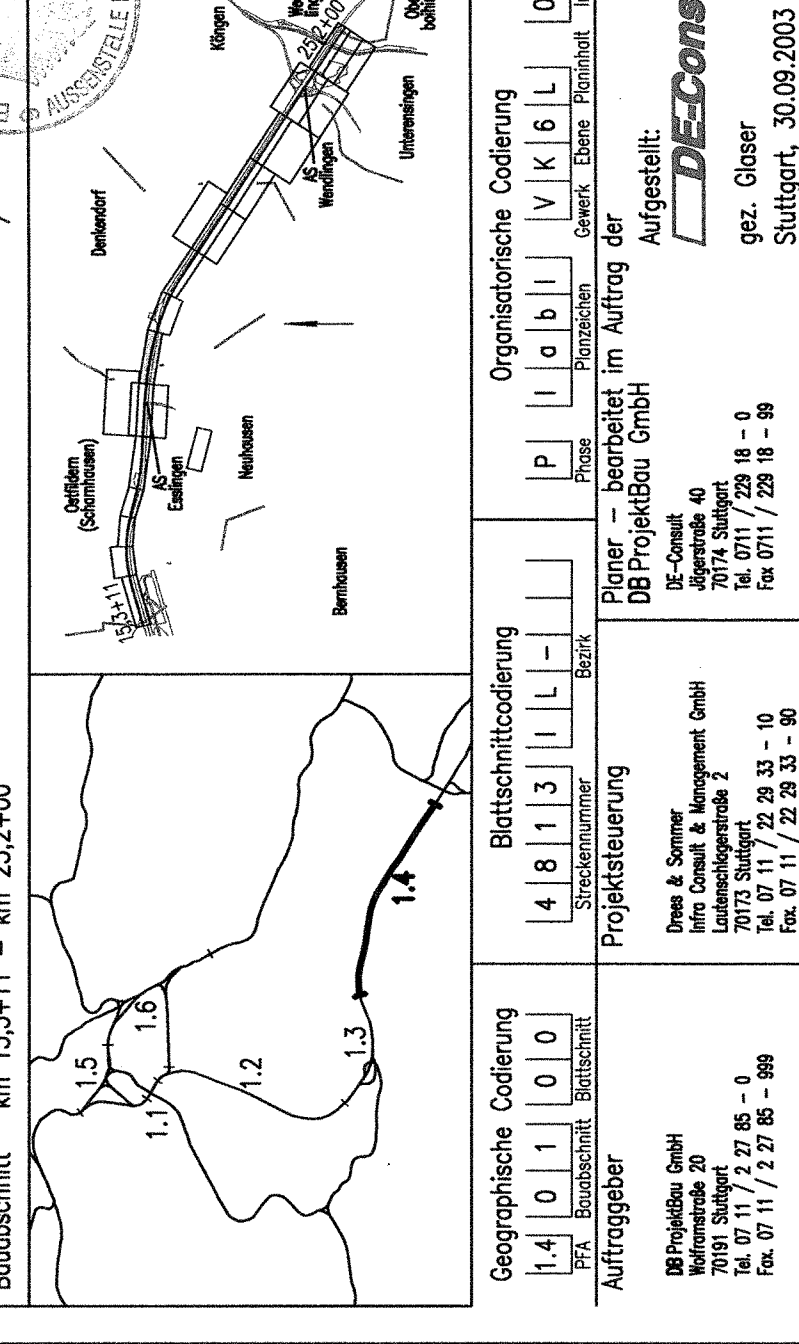 Bauabschnitt km 15,3+11 – km 25,2+00
AUSSENSTELLE
1.5
1.6
1.1
1.2
1.3
1.4
15,3+11
Ostfildern
(Scharnhausen)
AS
Esslingen
Neuhausen
Bernhausen
Denkendorf
Köngen
AS
Wendlingen
Unterensingen
25,2+00
Geographische Codierung
1.4 0 1 0 0
PFA Bauabschnitt Blattschnitt
Blattschnittcodierung
4 8 1 3 I L –
Streckennummer Bezirk
Organisatorische Codierung
P I a b I V K 6 L 0
Phase Planzeichen Gewerk Ebene Planinhalt
Auftraggeber
DB ProjektBau GmbH
Wolframstraße 20
70191 Stuttgart
Tel. 07 11 / 2 27 85 – 0
Fax. 07 11 / 2 27 85 – 999
Projektsteuerung
Drees & Sommer
Infra Consult & Management GmbH
Lautenschlagerstraße 2
70173 Stuttgart
Tel. 07 11 / 22 29 33 – 10
Fax. 07 11 / 22 29 33 – 90
Planer – bearbeitet im Auftrag der
DB ProjektBau GmbH
DE-Consult
Jägerstraße 40
70174 Stuttgart
Tel. 0711 / 229 18 – 0
Fax 0711 / 229 18 – 99
Aufgestellt:
DE-Cons
gez. Glaser
Stuttgart, 30.09.2003